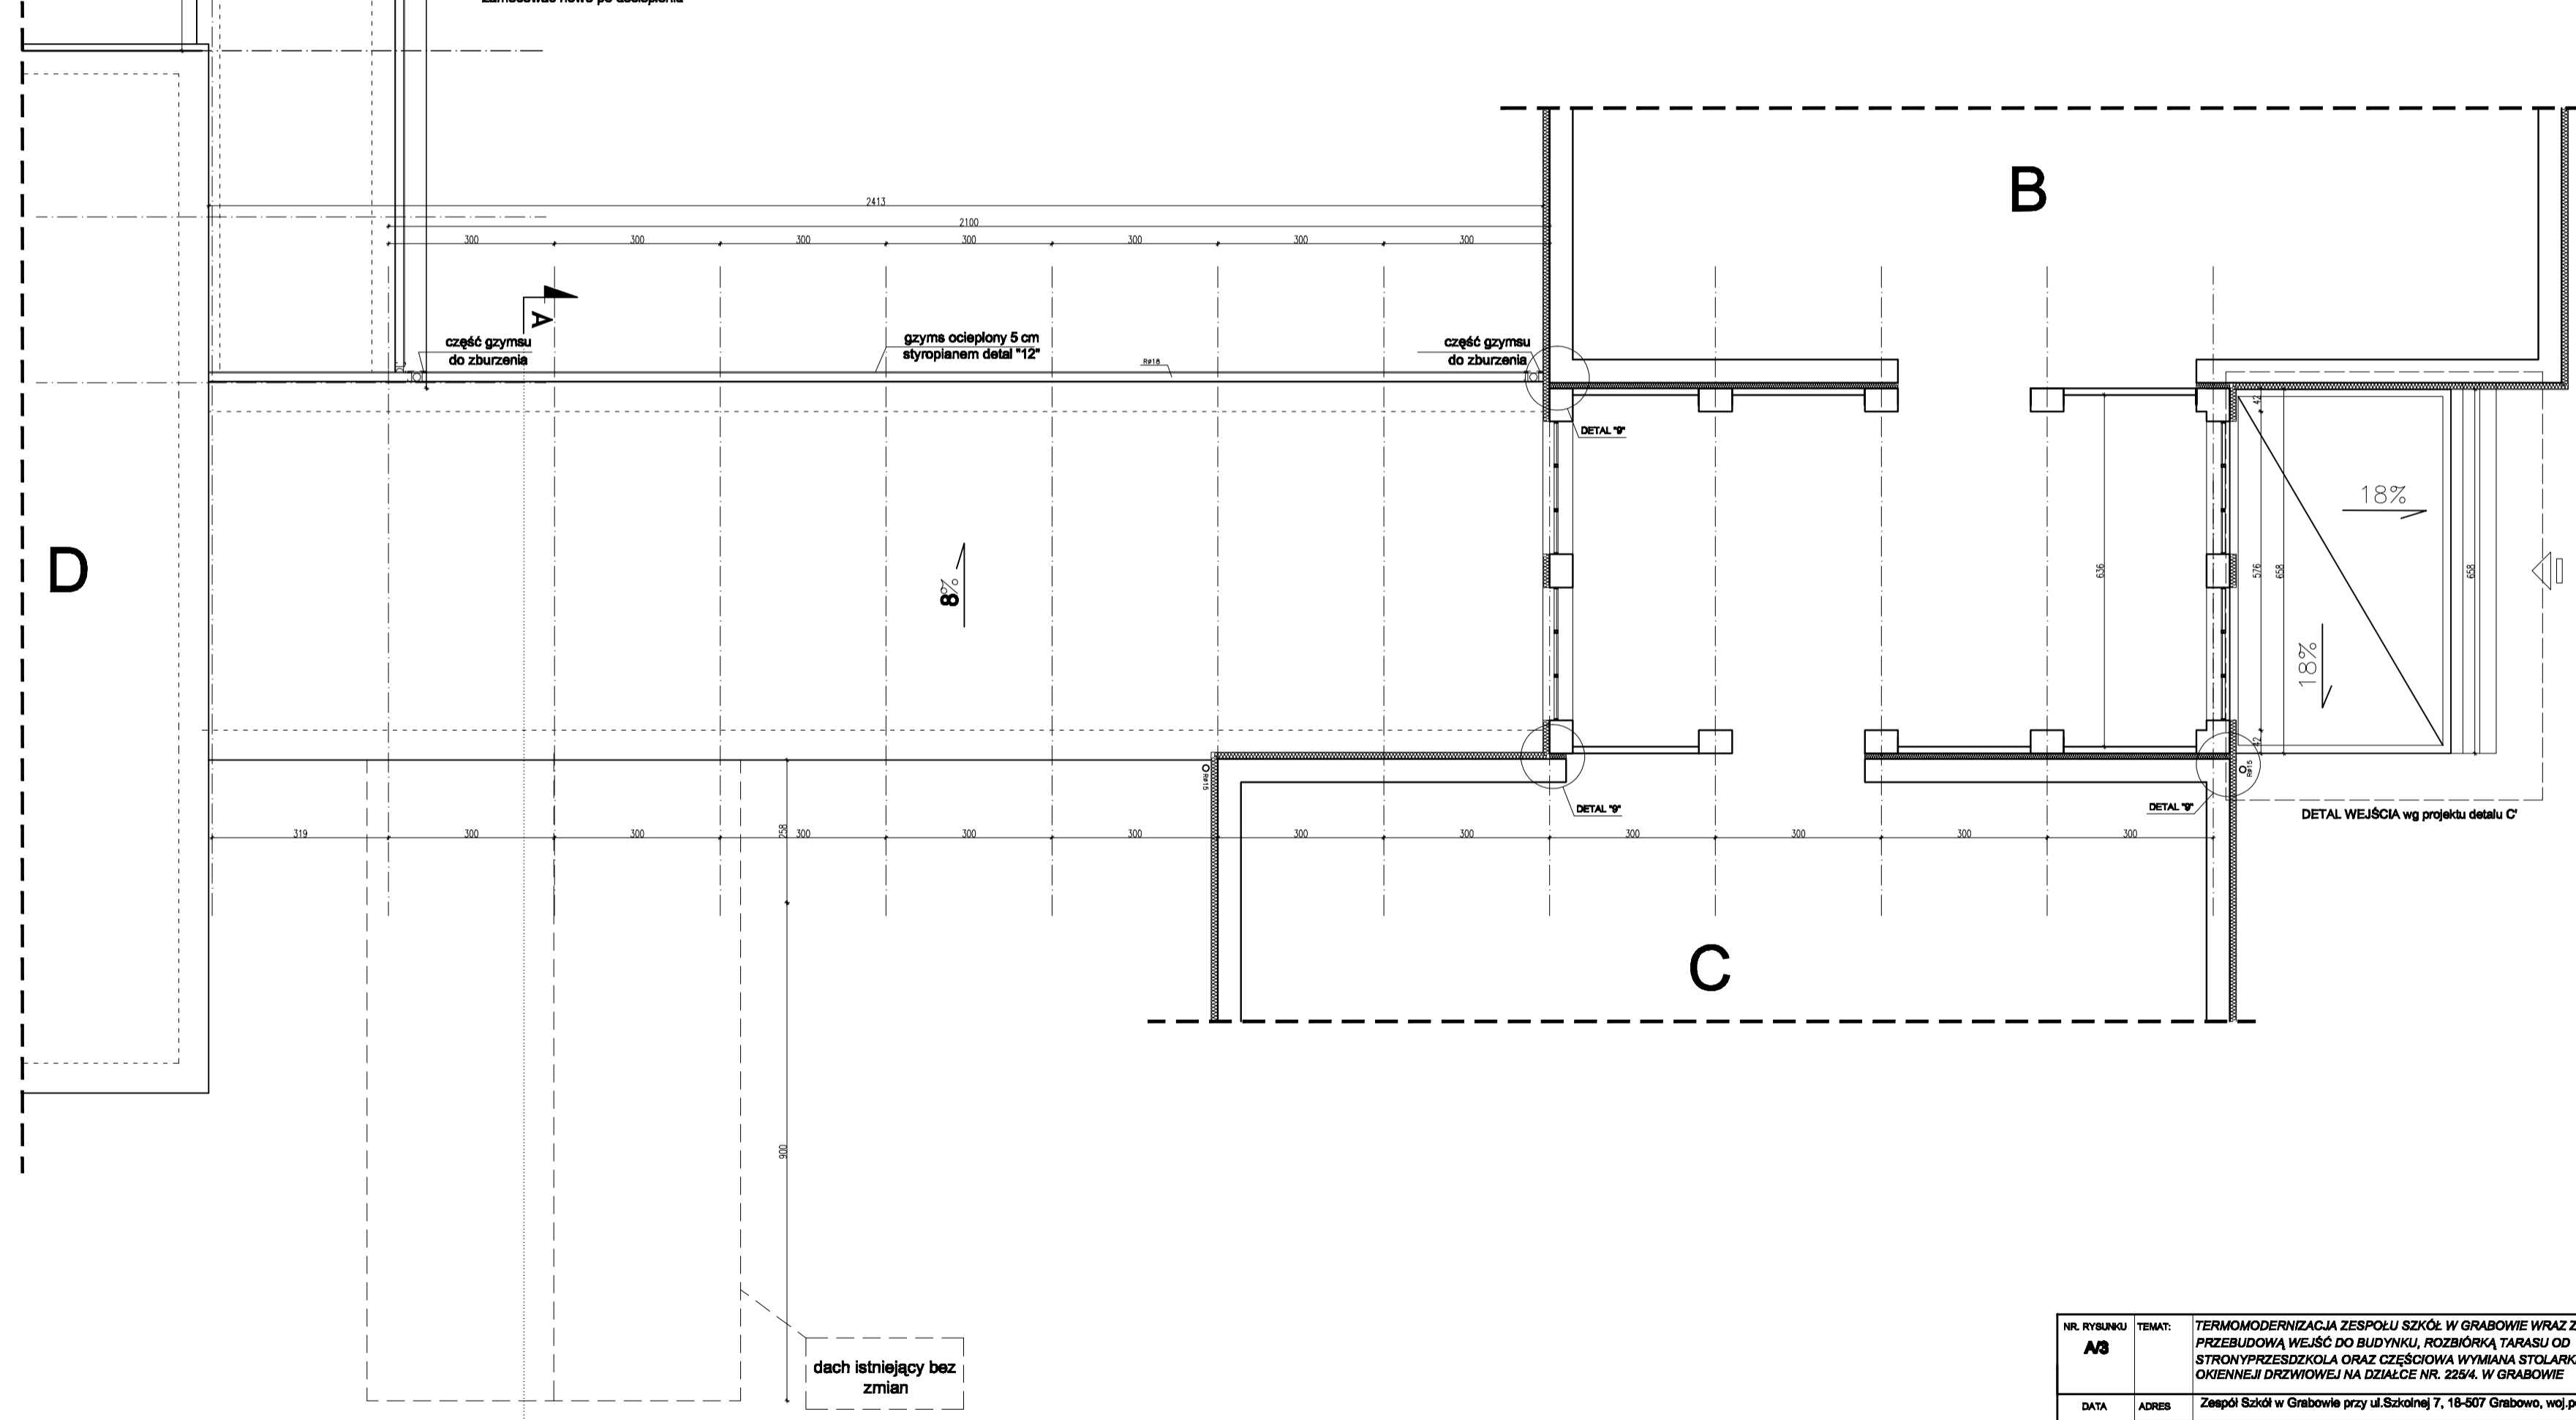 B
2413
2100
300 300 300 300 300 300 300
A
część gzymsu
do zburzenia
gzyms ocieplony 5 cm
styropianem detal "12"
R#18
część gzymsu
do zburzenia
DETAL "9"
42
18%
D
8%
636
576
658
658
18%
42
R#15
R#15
DETAL "9"
DETAL "9"
DETAL WEJŚCIA wg projektu detalu C'
319 300 300 258 300 300 300 300 300 300 300 300 300
C
900
dach istniejący bez
zmian
NR. RYSUNKU
A/3
TEMAT:
TERMOMODERNIZACJA ZESPOŁU SZKÓŁ W GRABOWIE WRAZ Z
PRZEBUDOWĄ WEJŚĆ DO BUDYNKU, ROZBIÓRKĄ TARASU OD
STRONYPRZESDZKOLA ORAZ CZĘŚCIOWA WYMIANA STOLARK
OKIENNEJI DRZWIOWEJ NA DZIAŁCE NR. 225/4. W GRABOWIE
DATA
ADRES
Zespół Szkół w Grabowie przy ul.Szkolnej 7, 18-507 Grabowo, woj.p